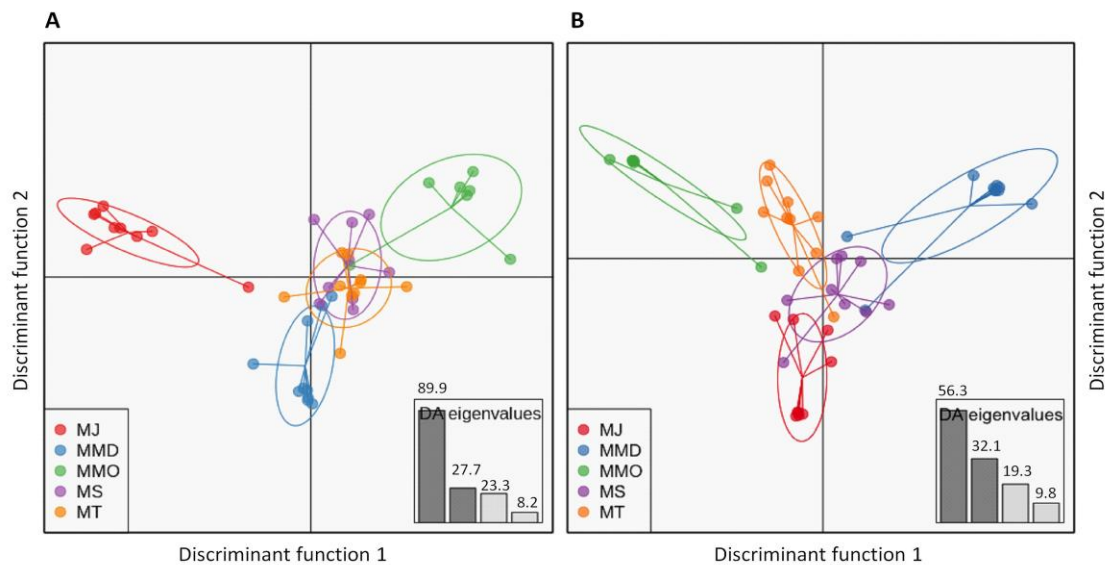 A
Discriminant function 2
89.9
DA eigenvalues
27.7
23.3
8.2
MJ
MMD
MMO
MS
MT
Discriminant function 1
B
56.3
DA eigenvalues
32.1
19.3
9.8
MJ
MMD
MMO
MS
MT
Discriminant function 1
Discriminant function 2